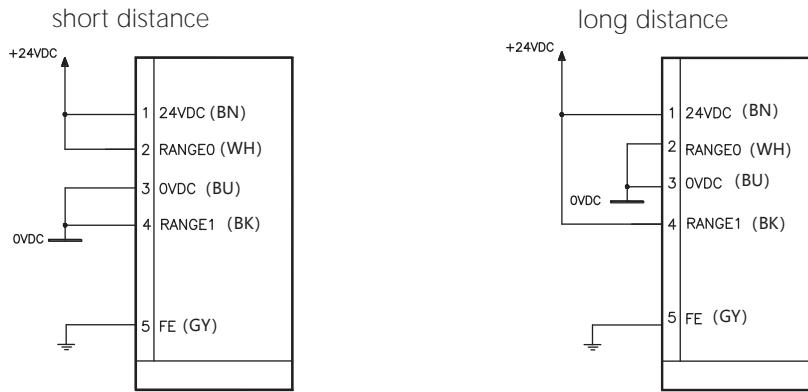 short distance
+24VDC
1 24VDC (BN)
2 RANGE0 (WH)
3 0VDC (BU)
4 RANGE1 (BK)
0VDC
5 FE (GY)
long distance
+24VDC
1 24VDC (BN)
2 RANGE0 (WH)
3 0VDC (BU)
0VDC
4 RANGE1 (BK)
5 FE (GY)